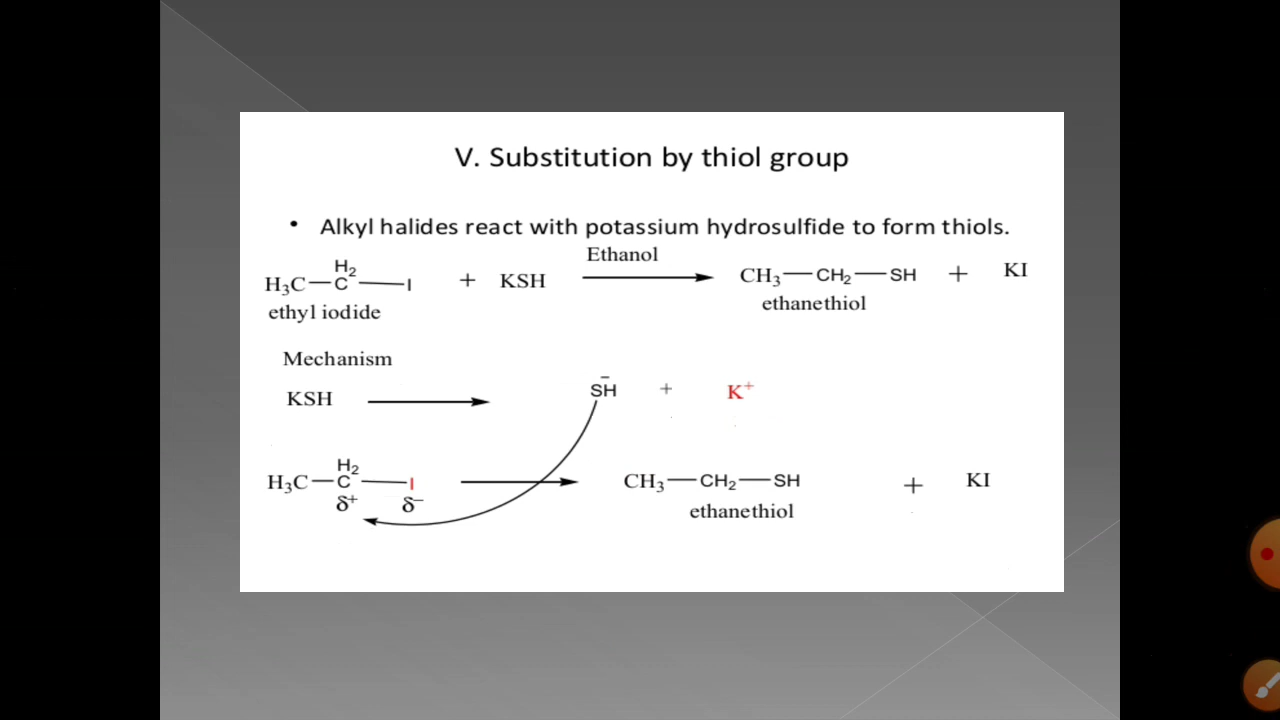 V. Substitution by thiol group
• Alkyl halides react with potassium hydrosulfide to form thiols.
Ethanol
H₃C—C—I + KSH CH₃—CH₂—SH + KI
H₂
ethyl iodide ethanethiol
Mechanism
KSH S̄H + K⁺
H₂
H₃C—C—I CH₃—CH₂—SH + KI
δ⁺ δ⁻
ethanethiol